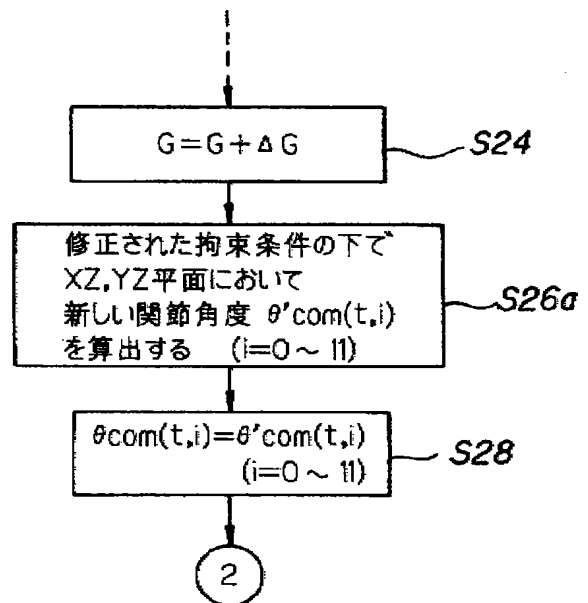 G=G+ΔG
S24
修正された拘束条件の下で
XZ,YZ平面において
新しい関節角度 θ'com(t,i)
を算出する (i=0～11)
S26a
θcom(t,i)=θ'com(t,i)
(i=0～11)
S28
2